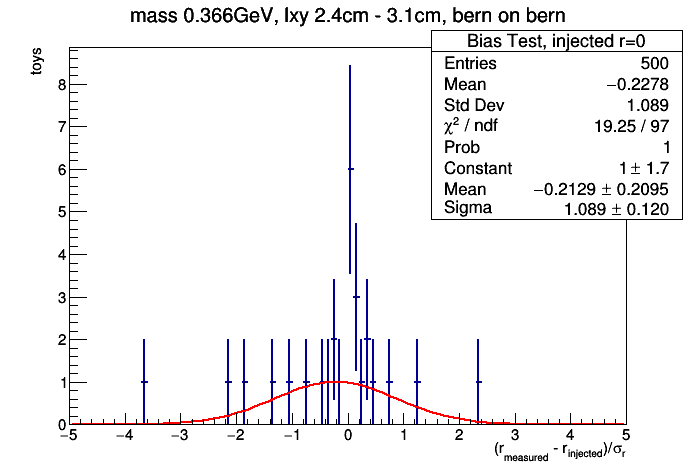 mass 0.366GeV, lxy 2.4cm - 3.1cm, bern on bern
Bias Test, injected r=0
Entries 500
Mean −0.2278
Std Dev 1.089
χ² / ndf 19.25 / 97
Prob 1
Constant 1 ± 1.7
Mean −0.2129 ± 0.2095
Sigma 1.089 ± 0.120
toys
8
7
6
5
4
3
2
1
0
−5 −4 −3 −2 −1 0 1 2 3 4 5
(r_measured - r_injected)/σ_r